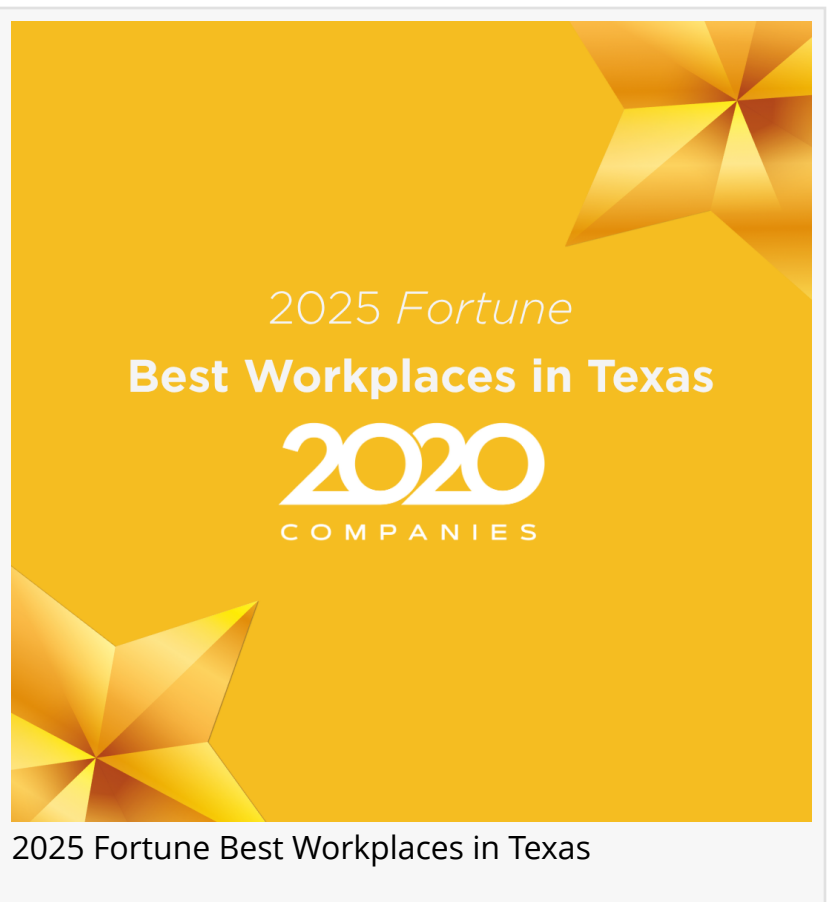 2025 Fortune
Best Workplaces in Texas
2020
COMPANIES
2025 Fortune Best Workplaces in Texas